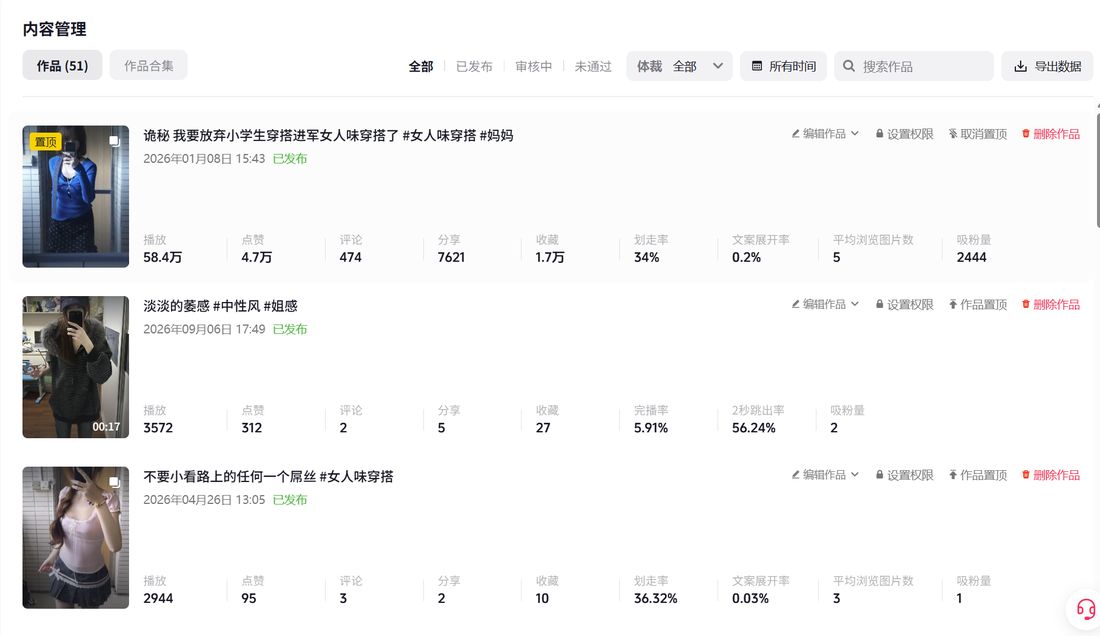 内容管理
作品 (51) 作品合集 全部 已发布 审核中 未通过 体裁 全部 所有时间 搜索作品 导出数据
置顶 诡秘 我要放弃小学生穿搭进军女人味穿搭了 #女人味穿搭 #妈妈 编辑作品 设置权限 取消置顶 删除作品
2026年01月08日 15:43 已发布
播放 点赞 评论 分享 收藏 划走率 文案展开率 平均浏览图片数 吸粉量
58.4万 4.7万 474 7621 1.7万 34% 0.2% 5 2444
淡淡的萎感 #中性风 #姐感 编辑作品 设置权限 作品置顶 删除作品
2026年09月06日 17:49 已发布
播放 点赞 评论 分享 收藏 完播率 2秒跳出率 吸粉量
00:17 3572 312 2 5 27 5.91% 56.24% 2
不要小看路上的任何一个屌丝 #女人味穿搭 编辑作品 设置权限 作品置顶 删除作品
2026年04月26日 13:05 已发布
播放 点赞 评论 分享 收藏 划走率 文案展开率 平均浏览图片数 吸粉量
2944 95 3 2 10 36.32% 0.03% 3 1